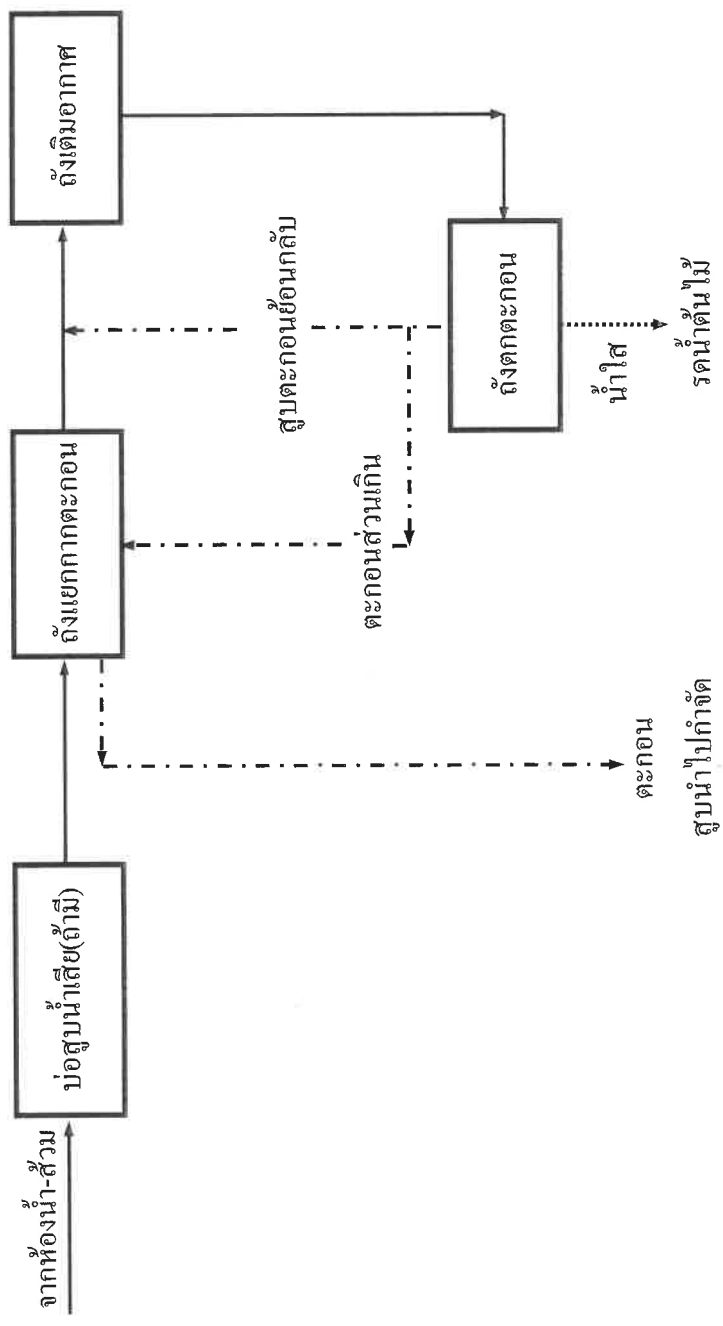 จากห้องน้ำ-ส้วม
บ่อสูบน้ำเสีย(ถ้ามี)
ถังแยกกากตะกอน
ถังเติมอากาศ
สูบตะกอนย้อนกลับ
ตะกอนส่วนเกิน
ถังตกตะกอน
น้ำใส
รดน้ำต้นไม้
ตะกอน
สูบนำไปกำจัด